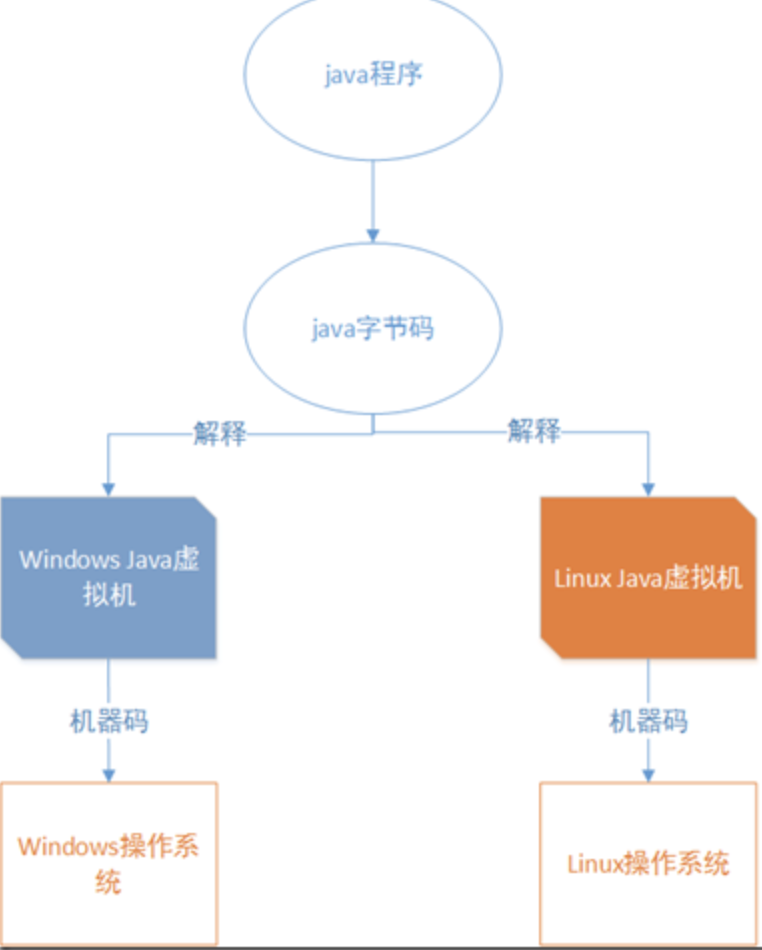 java程序
java字节码
解释
解释
Windows Java虚
拟机
Linux Java虚拟机
机器码
机器码
Windows操作系
统
Linux操作系统